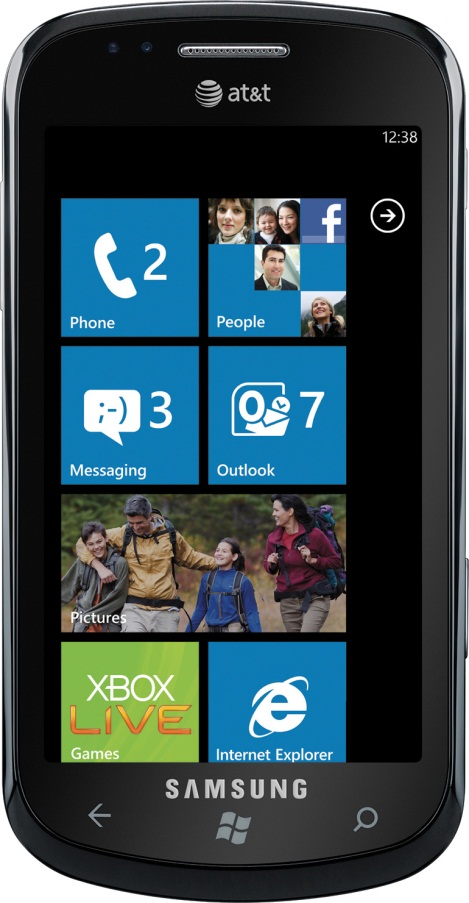 at&t
12:38
2
Phone
f
People
;-)
3
Messaging
O
7
Outlook
Pictures
XBOX
LIVE
Games
e
Internet Explorer
SAMSUNG